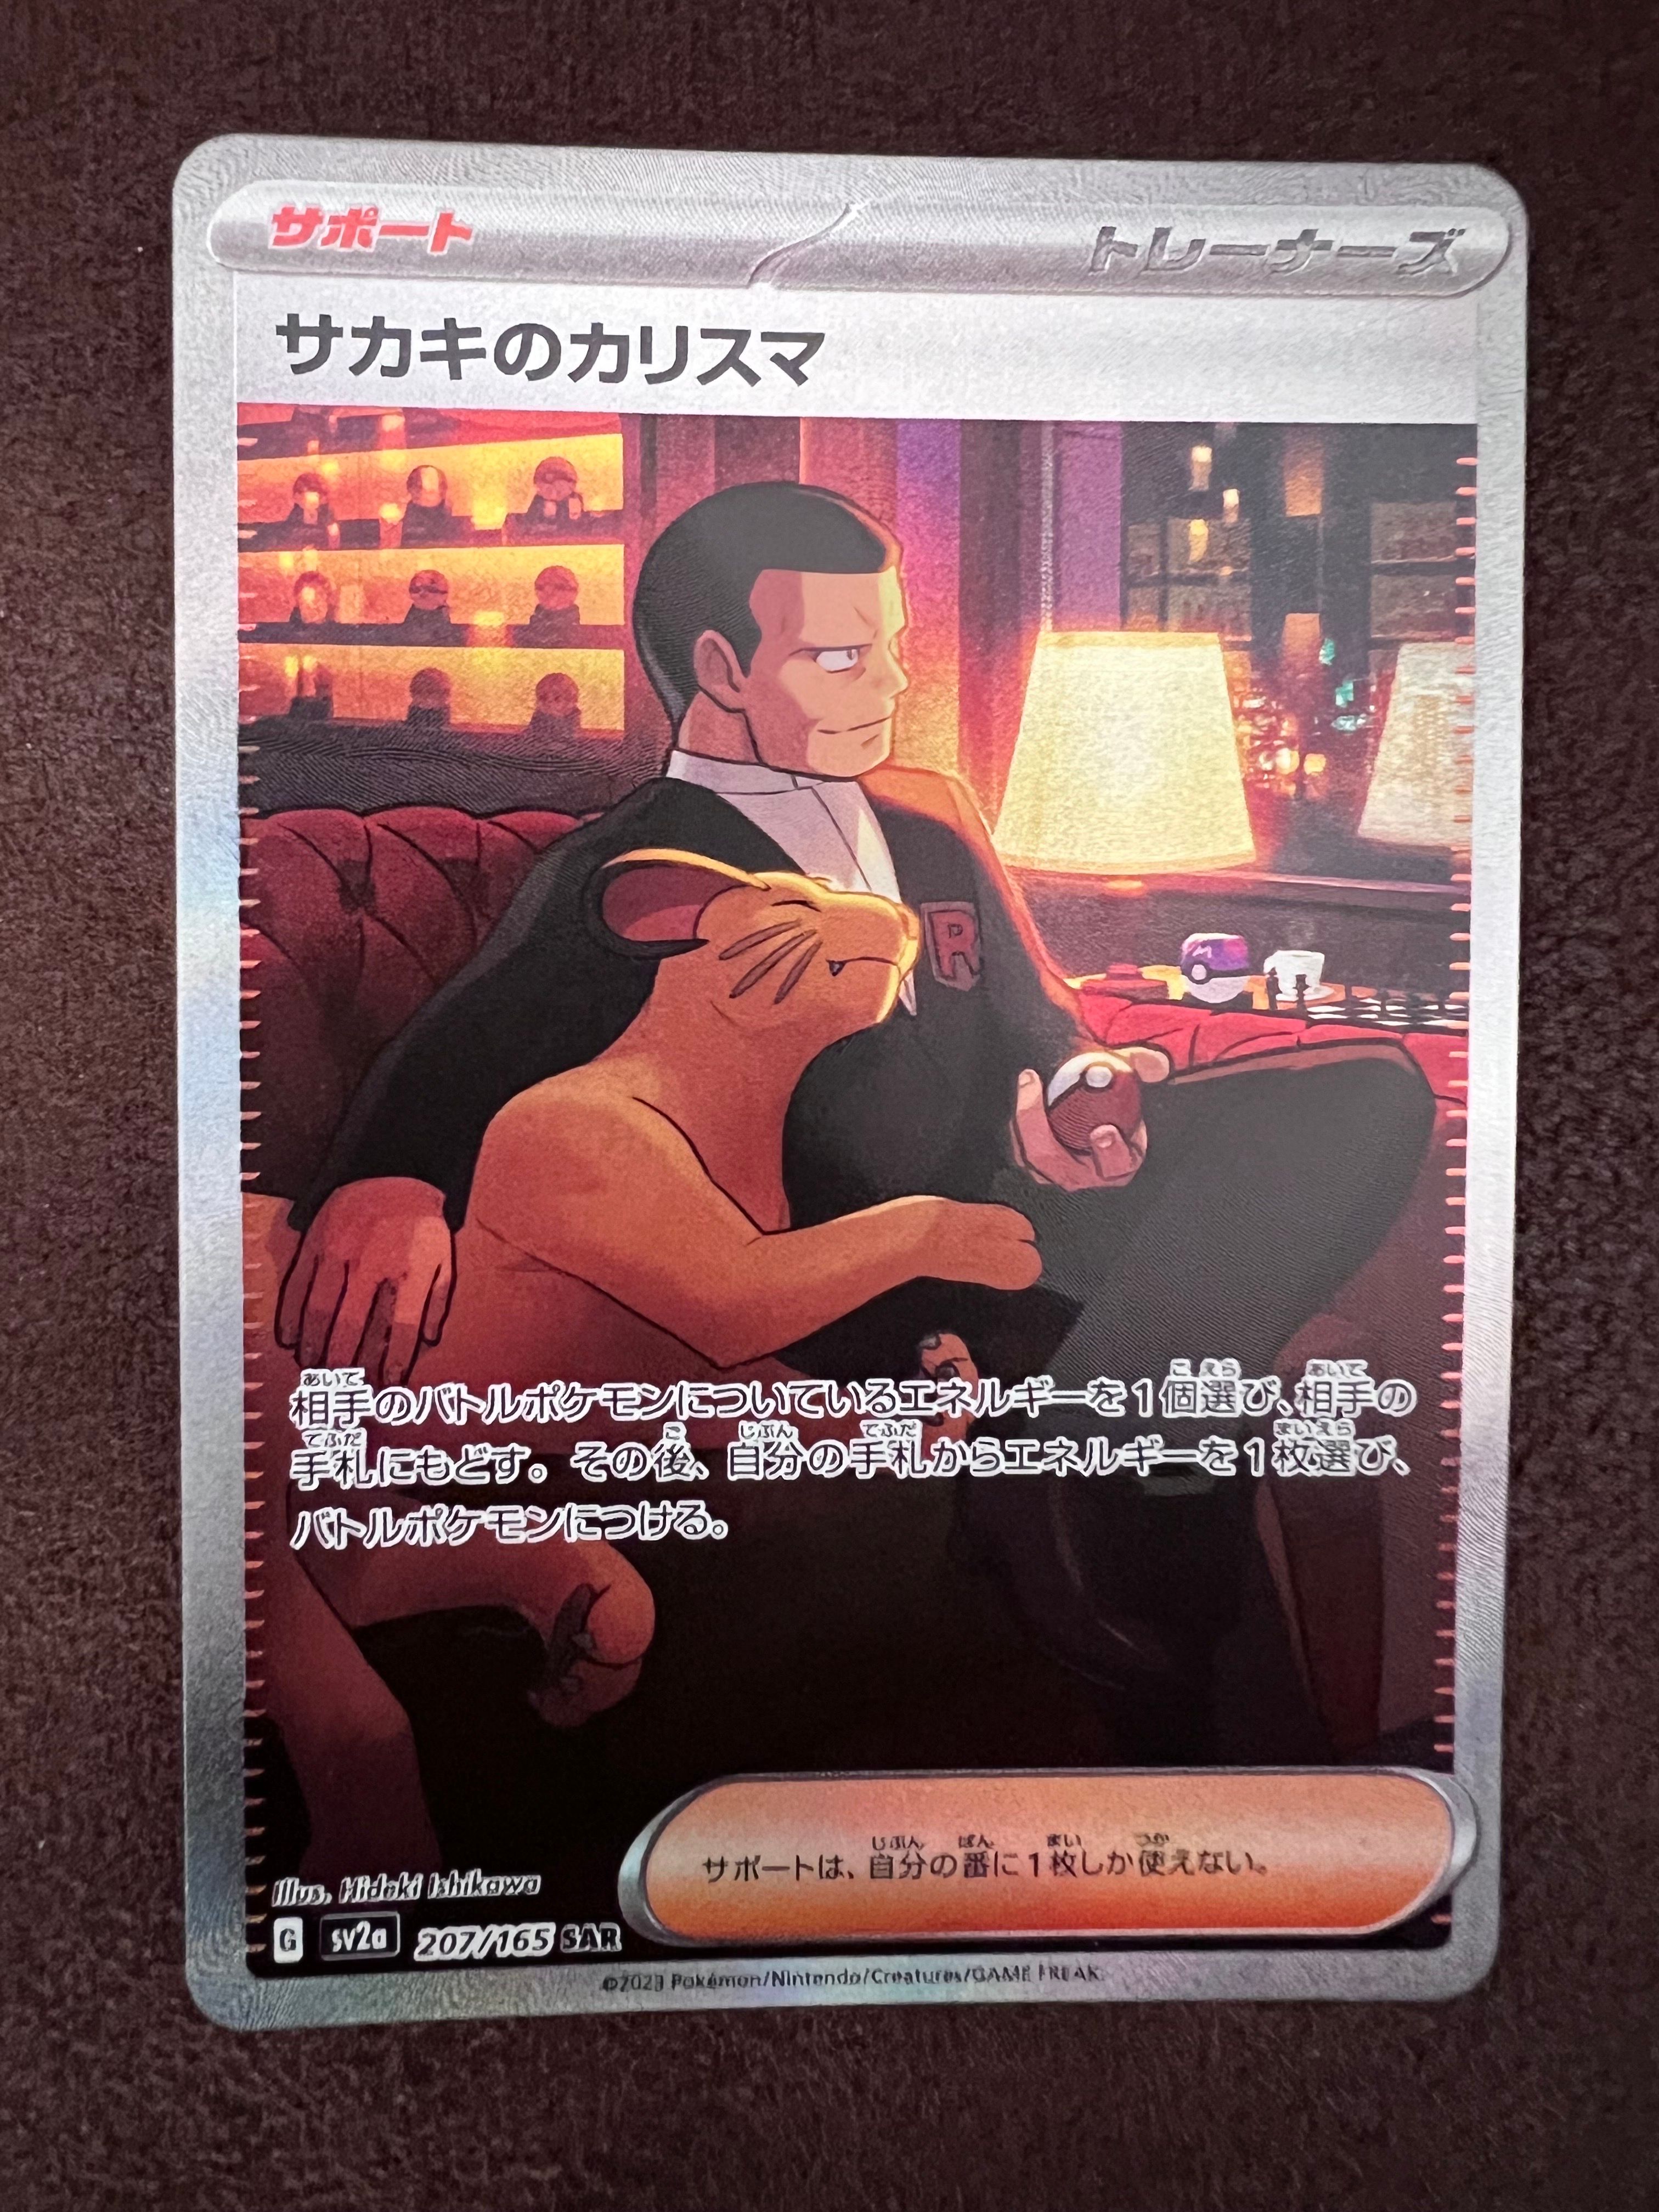 サポート
トレーナーズ
サカキのカリスマ
R
相手のバトルポケモンについているエネルギーを1個選び、相手の
手札にもどす。その後、自分の手札からエネルギーを1枚選び、
バトルポケモンにつける。
サポートは、自分の番に1枚しか使えない。
Illus. Hideki Ishikawa
G sv2a 207/165 SAR
©2023 Pokémon/Nintendo/Creatures/GAME FREAK.